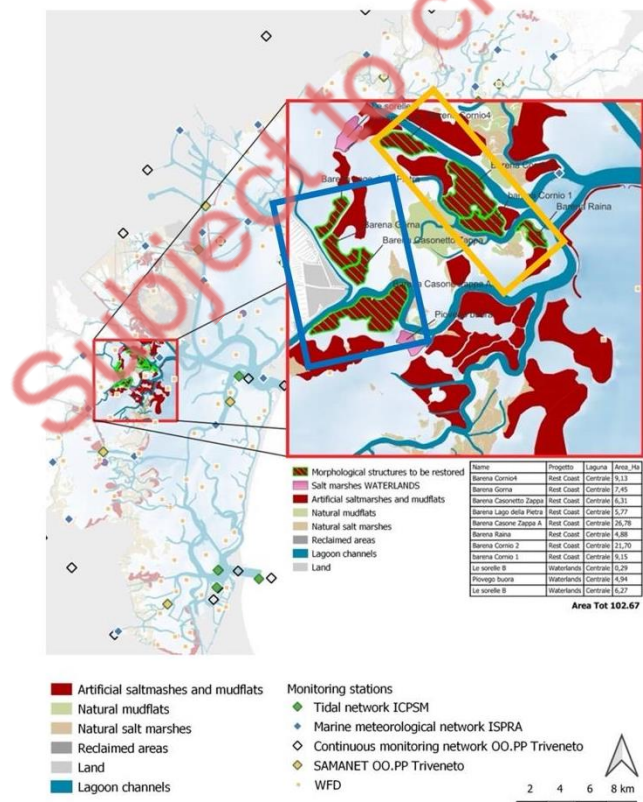 Subject to c
Le sorelle B
Barena Cornio4
Barena Cornio 1
Barena Raina
Barena Gorna
Barena Casonetto Zappa
Barena Casone Zappa A
Piovego buora
Morphological structures to be restored
Salt marshes WATERLANDS
Artificial saltmarshes and mudflats
Natural mudflats
Natural salt marshes
Reclaimed areas
Lagoon channels
Land
Name Progetto Laguna Area_Ha
Barena Cornio4 Rest Coast Centrale 9,13
Barena Gorna Rest Coast Centrale 7,45
Barena Casonetto Zappa Rest Coast Centrale 6,31
Barena Lago della Pietra Rest Coast Centrale 5,77
Barena Casone Zappa A Rest Coast Centrale 26,78
Barena Raina Rest Coast Centrale 4,88
Barena Cornio 2 Rest Coast Centrale 21,70
barena Cornio 1 Rest Coast Centrale 9,15
Le sorelle B Waterlands Centrale 0,29
Piovego buora Waterlands Centrale 4,94
Le sorelle B Waterlands Centrale 6,27
Area Tot 102.67
Artificial saltmashes and mudflats
Natural mudflats
Natural salt marshes
Reclaimed areas
Land
Lagoon channels
Monitoring stations
Tidal network ICPSM
Marine meteorological network ISPRA
Continuous monitoring network OO.PP Triveneto
SAMANET OO.PP Triveneto
WFD
2 4 6 8 km